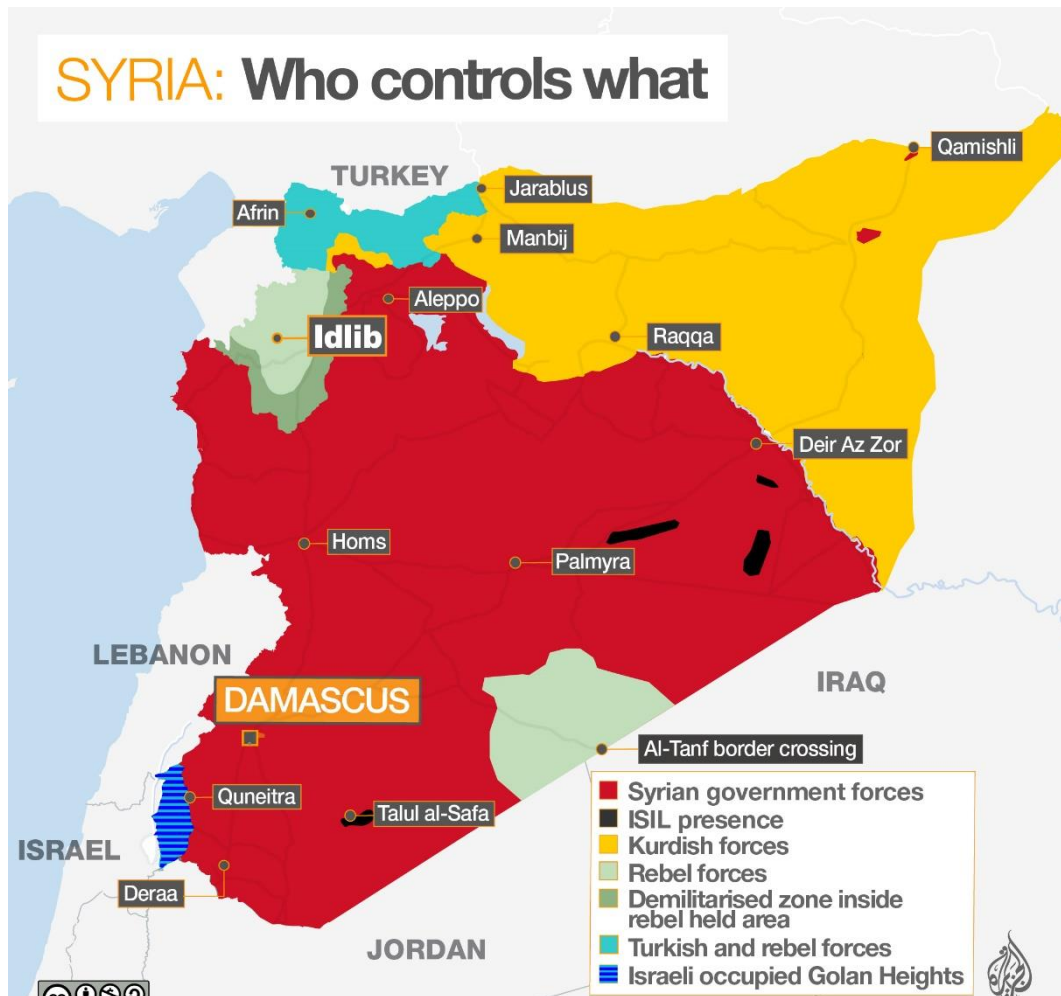 SYRIA: Who controls what
TURKEY
Qamishli
Jarablus
Afrin
Manbij
Aleppo
Idlib
Raqqa
Deir Az Zor
Homs
Palmyra
LEBANON
IRAQ
DAMASCUS
Al-Tanf border crossing
Quneitra
Talul al-Safa
ISRAEL
Deraa
JORDAN
Syrian government forces
ISIL presence
Kurdish forces
Rebel forces
Demilitarised zone inside
rebel held area
Turkish and rebel forces
Israeli occupied Golan Heights